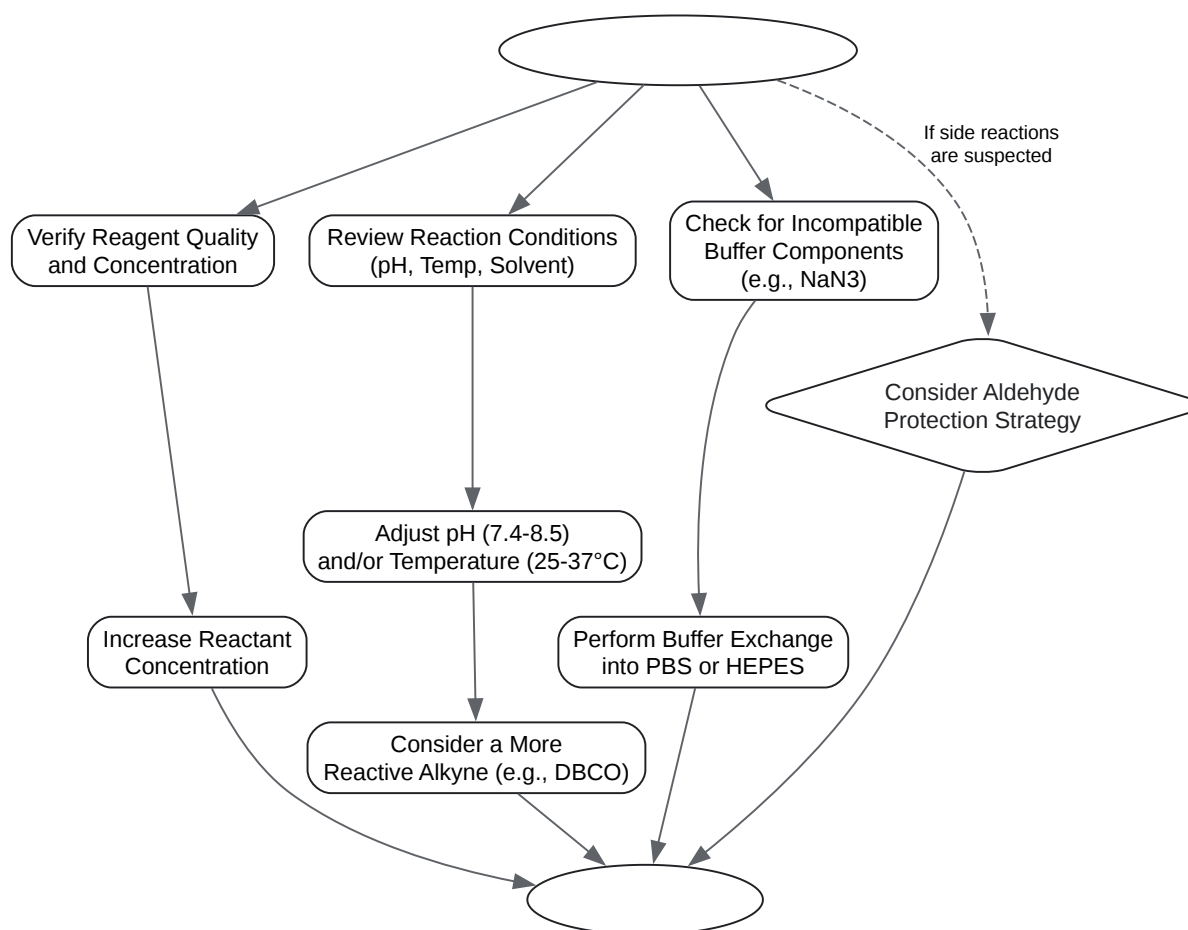 If side reactions
are suspected
Verify Reagent Quality
and Concentration
Review Reaction Conditions
(pH, Temp, Solvent)
Check for Incompatible
Buffer Components
(e.g., NaN3)
Consider Aldehyde
Protection Strategy
Adjust pH (7.4-8.5)
and/or Temperature (25-37°C)
Increase Reactant
Concentration
Perform Buffer Exchange
into PBS or HEPES
Consider a More
Reactive Alkyne (e.g., DBCO)